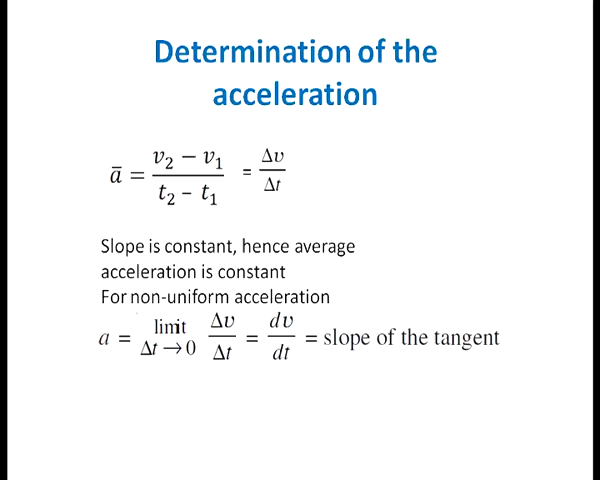 Determination of the
acceleration
ā = (v₂ − v₁)/(t₂ − t₁) = Δv/Δt
Slope is constant, hence average
acceleration is constant
For non-uniform acceleration
a = limit Δt → 0 Δv/Δt = dv/dt = slope of the tangent